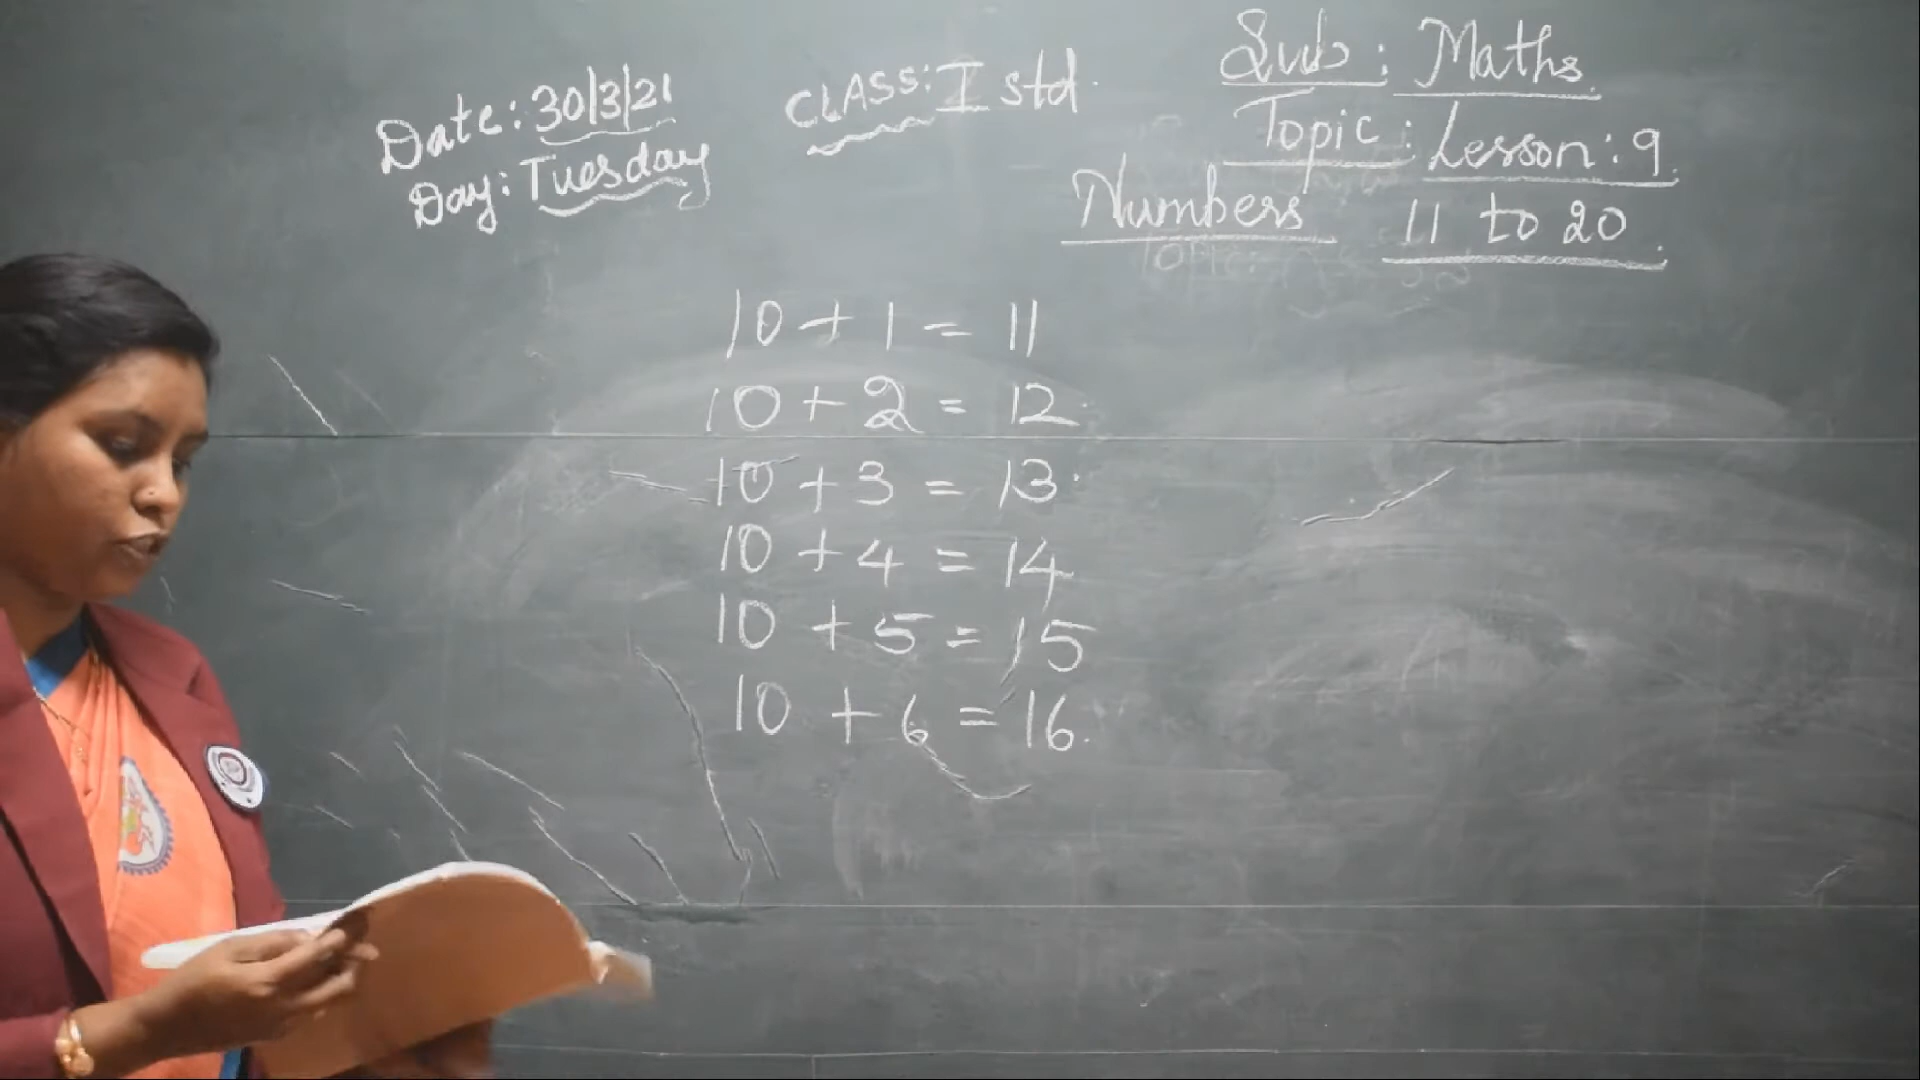 Date: 30/3/21
Day: Tuesday
CLASS: I std.
Sub: Maths
Topic: Lesson: 9.
Numbers 11 to 20.
10 + 1 = 11
10 + 2 = 12.
10 + 3 = 13.
10 + 4 = 14
10 + 5 = 15
10 + 6 = 16.